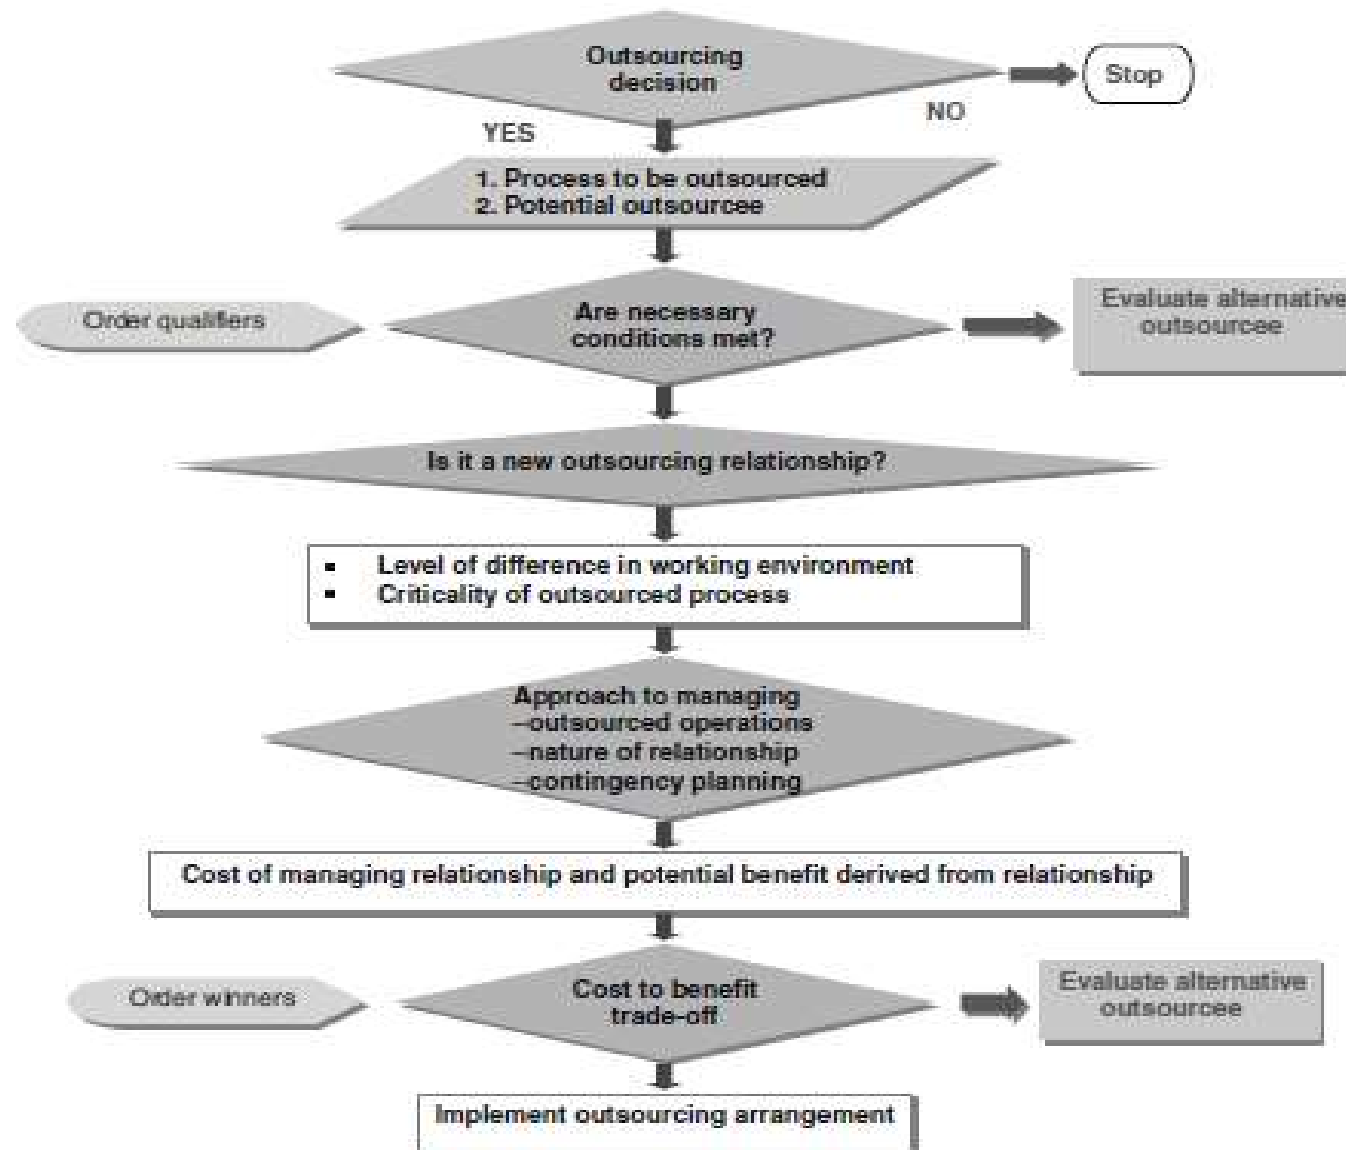 Outsourcing
decision
Stop
NO
YES
1. Process to be outsourced
2. Potential outsourcee
Order qualifiers
Are necessary
conditions met?
Evaluate alternative
outsourcee
Is it a new outsourcing relationship?
▪ Level of difference in working environment
▪ Criticality of outsourced process
Approach to managing
–outsourced operations
–nature of relationship
–contingency planning
Cost of managing relationship and potential benefit derived from relationship
Order winners
Cost to benefit
trade-off
Evaluate alternative
outsourcee
Implement outsourcing arrangement